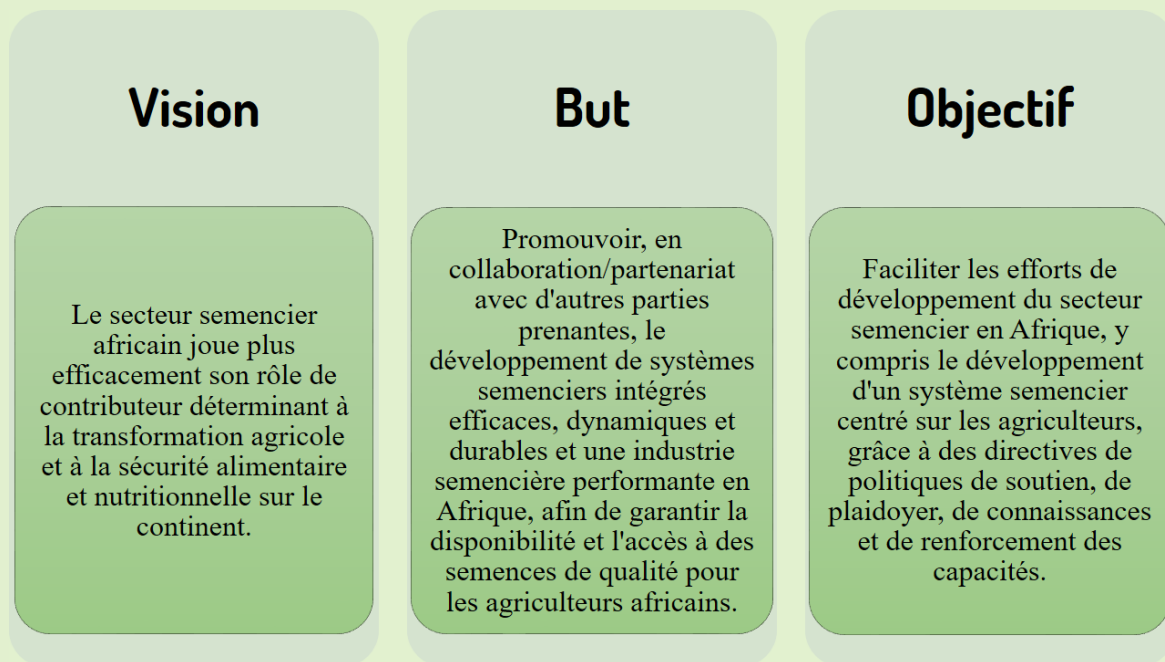 Vision
Le secteur semencier
africain joue plus
efficacement son rôle de
contributeur déterminant à
la transformation agricole
et à la sécurité alimentaire
et nutritionnelle sur le
continent.
But
Promouvoir, en
collaboration/partenariat
avec d'autres parties
prenantes, le
développement de systèmes
semenciers intégrés
efficaces, dynamiques et
durables et une industrie
semencière performante en
Afrique, afin de garantir la
disponibilité et l'accès à des
semences de qualité pour
les agriculteurs africains.
Objectif
Faciliter les efforts de
développement du secteur
semencier en Afrique, y
compris le développement
d'un système semencier
centré sur les agriculteurs,
grâce à des directives de
politiques de soutien, de
plaidoyer, de connaissances
et de renforcement des
capacités.